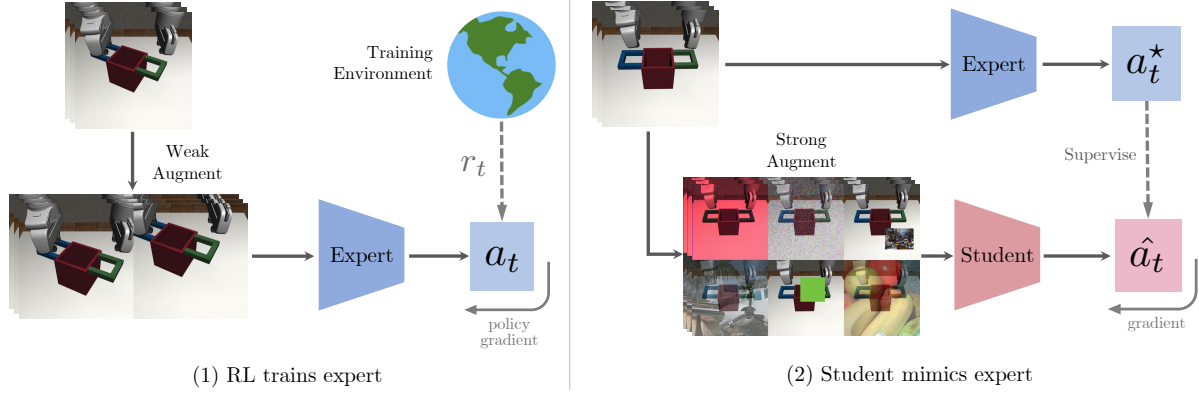 Training
Environment
Weak
Augment
r_t
Expert
a_t
policy
gradient
(1) RL trains expert
Expert
a_t^⋆
Strong
Augment
Supervise
Student
â_t
gradient
(2) Student mimics expert